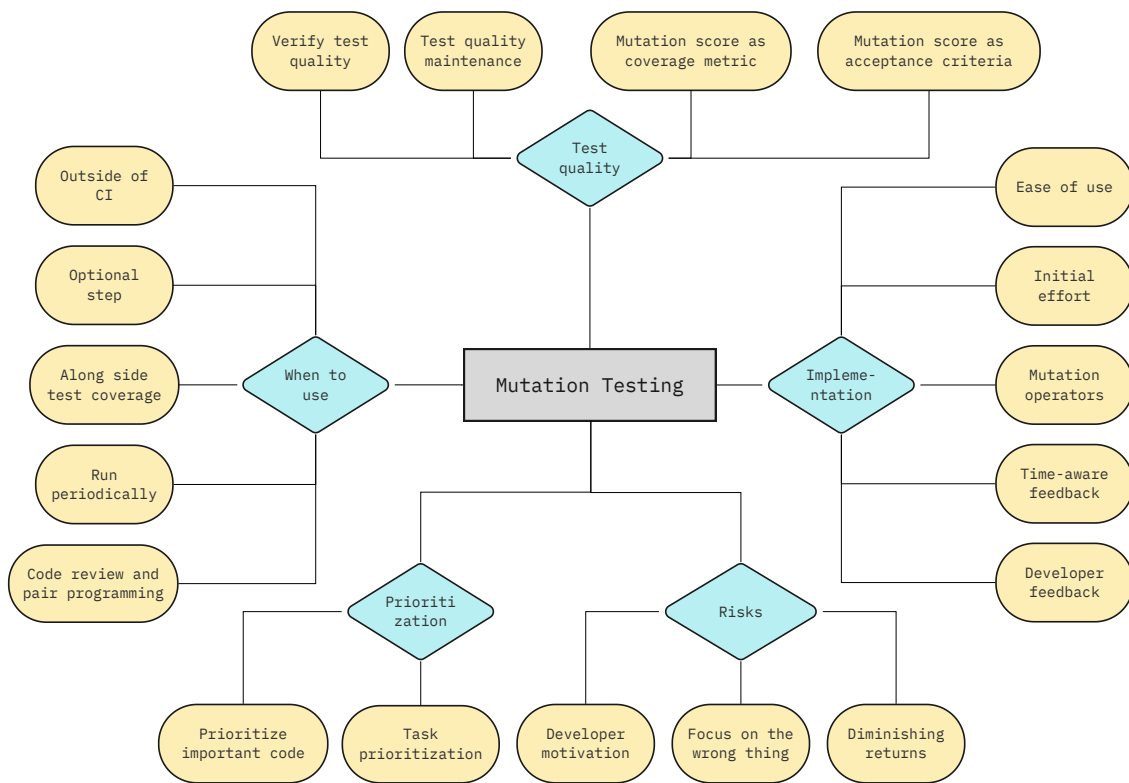 Verify test
quality
Test quality
maintenance
Mutation score as
coverage metric
Mutation score as
acceptance criteria
Test
quality
Outside of
CI
Optional
step
Along side
test coverage
Run
periodically
Code review and
pair programming
When to
use
Mutation Testing
Impleme-
ntation
Ease of use
Initial
effort
Mutation
operators
Time-aware
feedback
Developer
feedback
Prioriti
zation
Risks
Prioritize
important code
Task
prioritization
Developer
motivation
Focus on the
wrong thing
Diminishing
returns